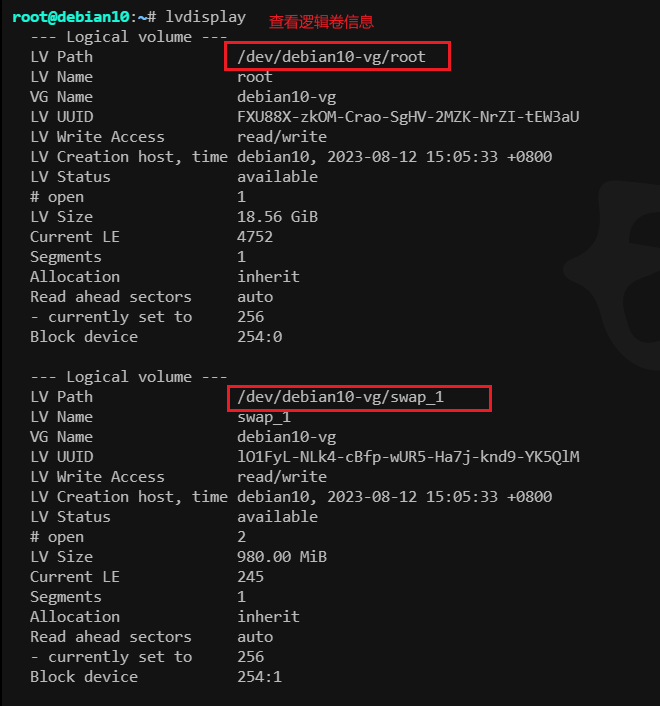 root@debian10:~# lvdisplay 查看逻辑卷信息
--- Logical volume ---
LV Path /dev/debian10-vg/root
LV Name root
VG Name debian10-vg
LV UUID FXU88X-zkOM-Crao-SgHV-2MZK-NrZI-tEW3aU
LV Write Access read/write
LV Creation host, time debian10, 2023-08-12 15:05:33 +0800
LV Status available
# open 1
LV Size 18.56 GiB
Current LE 4752
Segments 1
Allocation inherit
Read ahead sectors auto
- currently set to 256
Block device 254:0
--- Logical volume ---
LV Path /dev/debian10-vg/swap_1
LV Name swap_1
VG Name debian10-vg
LV UUID lO1FyL-NLk4-cBfp-wUR5-Ha7j-knd9-YK5QlM
LV Write Access read/write
LV Creation host, time debian10, 2023-08-12 15:05:33 +0800
LV Status available
# open 2
LV Size 980.00 MiB
Current LE 245
Segments 1
Allocation inherit
Read ahead sectors auto
- currently set to 256
Block device 254:1